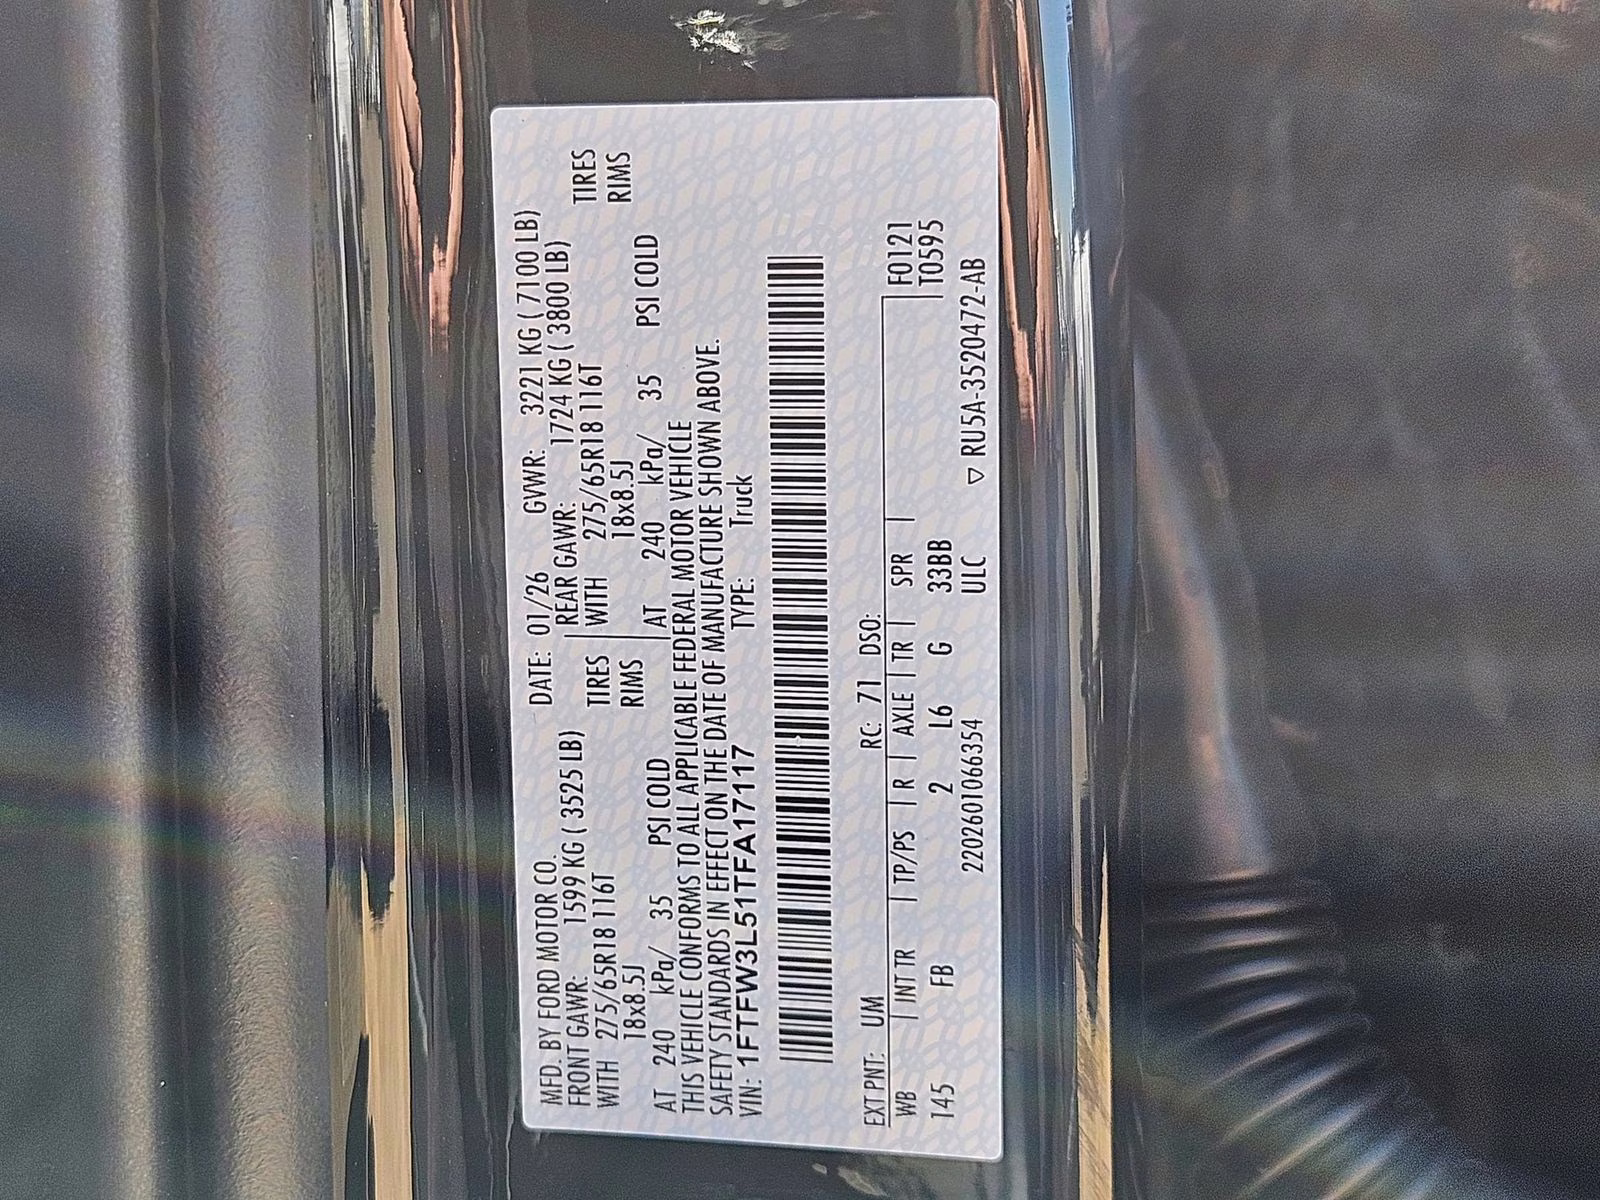 MFD. BY FORD MOTOR CO. DATE: 01/26 GVWR: 3221 KG ( 7100 LB)
FRONT GAWR: 1599 KG ( 3525 LB) REAR GAWR: 1724 KG ( 3800 LB)
WITH 275/65R18 116T TIRES WITH 275/65R18 116T TIRES
18x8.5J RIMS 18x8.5J RIMS
AT 240 kPa/ 35 PSI COLD AT 240 kPa/ 35 PSI COLD
THIS VEHICLE CONFORMS TO ALL APPLICABLE FEDERAL MOTOR VEHICLE
SAFETY STANDARDS IN EFFECT ON THE DATE OF MANUFACTURE SHOWN ABOVE.
VIN: 1FTFW3L51TFA17117 TYPE: Truck
EXT PNT: UM RC: 71 DSO:
WB | INT TR | TP/PS | R | AXLE | TR | SPR | F0121
145 FB 2 L6 G 33BB T0595
2202601066354 ULC ▽ RU5A-3520472-AB